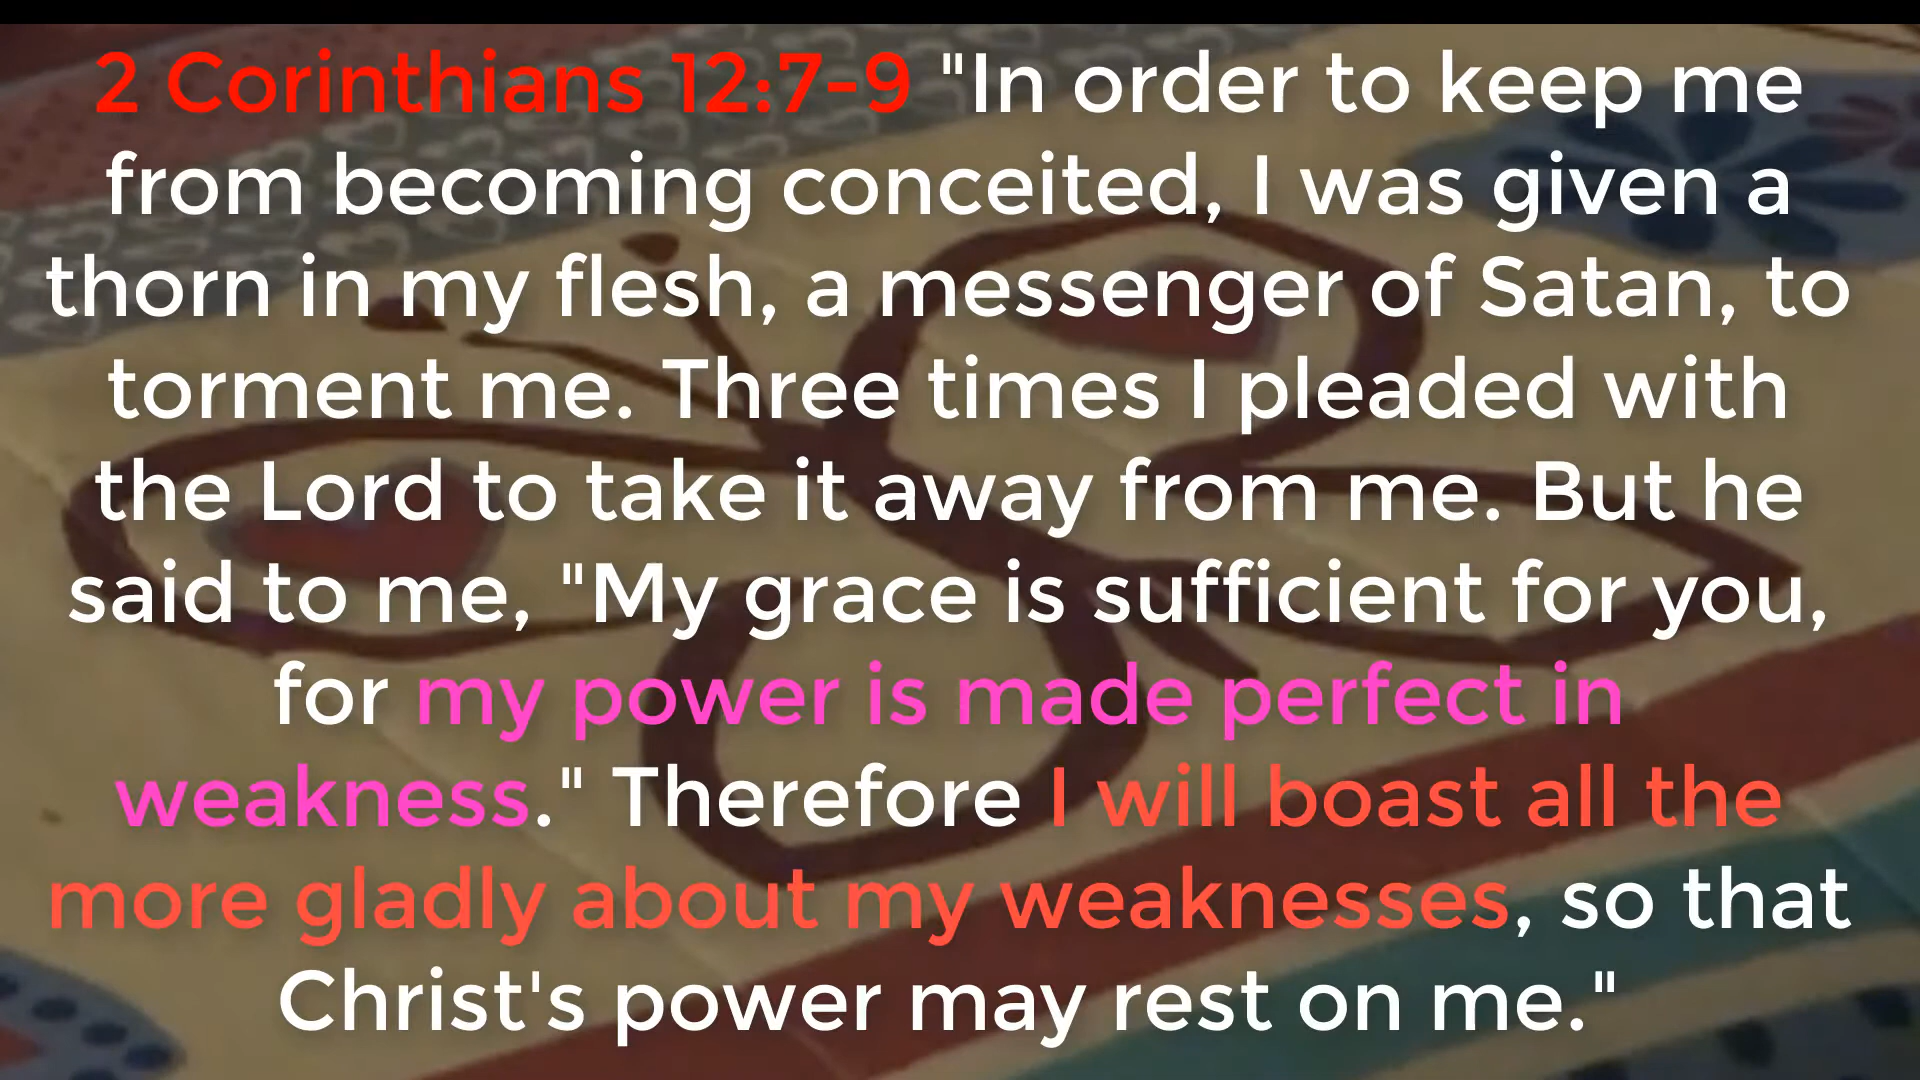 2 Corinthians 12:7-9 "In order to keep me
from becoming conceited, I was given a
thorn in my flesh, a messenger of Satan, to
torment me. Three times I pleaded with
the Lord to take it away from me. But he
said to me, "My grace is sufficient for you,
for my power is made perfect in
weakness." Therefore I will boast all the
more gladly about my weaknesses, so that
Christ's power may rest on me."